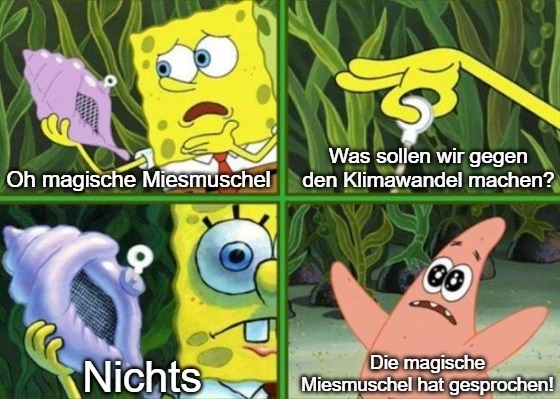 Oh magische Miesmuschel
Was sollen wir gegen
den Klimawandel machen?
Nichts
Die magische
Miesmuschel hat gesprochen!